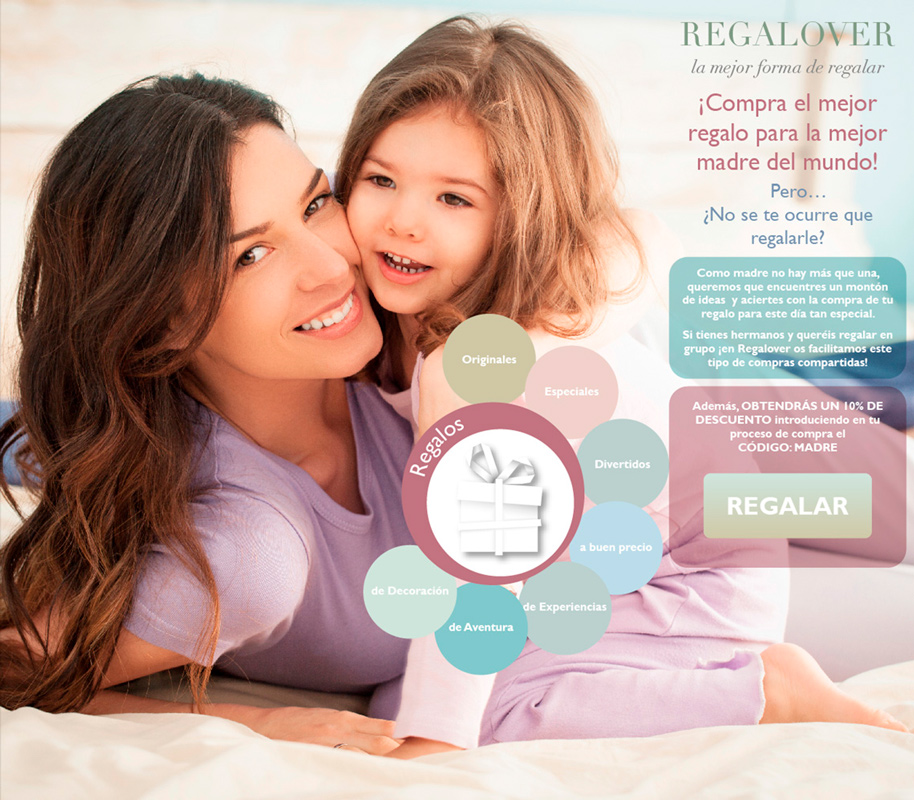 REGALOVER
la mejor forma de regalar
¡Compra el mejor
regalo para la mejor
madre del mundo!
Pero...
¿No se te ocurre que
regalarle?
Como madre no hay más que una,
queremos que encuentres un montón
de ideas y aciertes con la compra de tu
regalo para este día tan especial.
Si tienes hermanos y queréis regalar en
grupo ¡en Regalover os facilitamos este
tipo de compras compartidas!
Además, OBTENDRÁS UN 10% DE
DESCUENTO introduciendo en tu
proceso de compra el
CÓDIGO: MADRE
REGALAR
Regalos
Originales
Especiales
Divertidos
a buen precio
de Experiencias
de Aventura
de Decoración